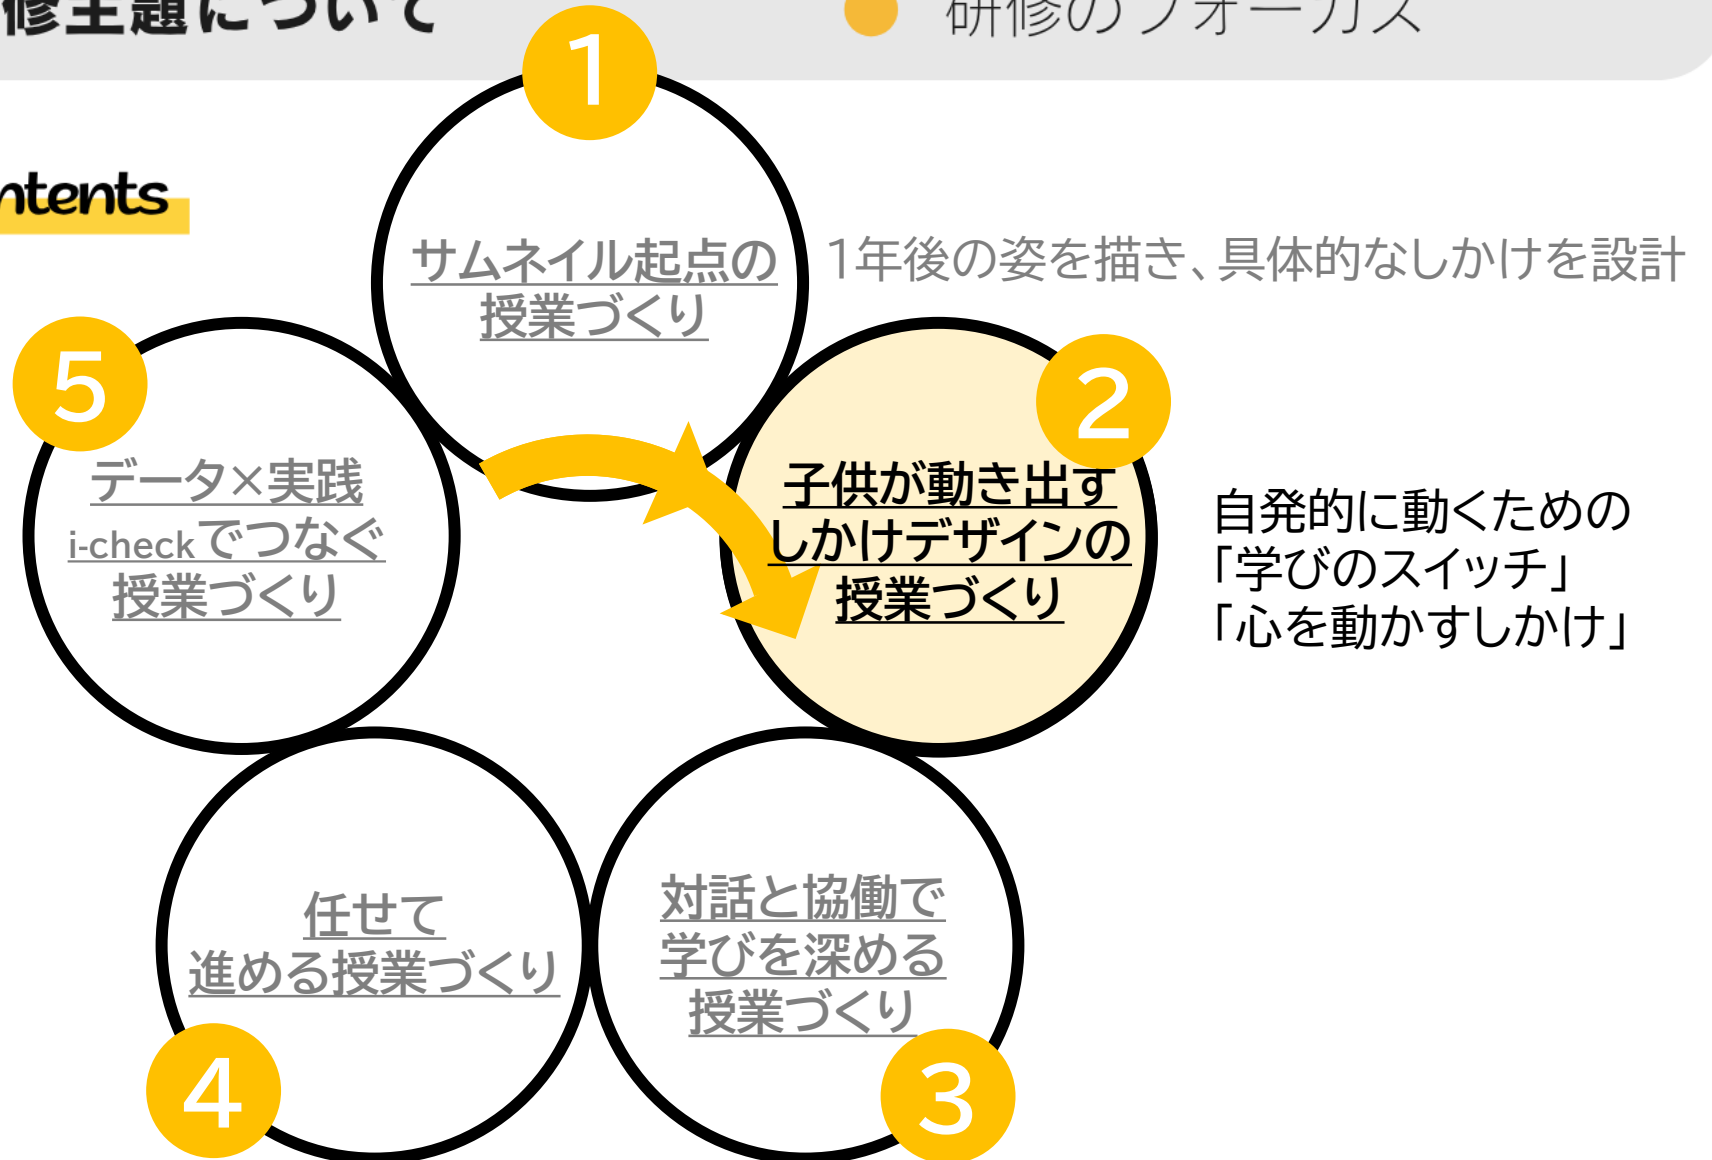 修主題について
研修のフォーカス
ntents
1
サムネイル起点の
授業づくり
1年後の姿を描き、具体的なしかけを設計
2
子供が動き出す
しかけデザインの
授業づくり
自発的に動くための
「学びのスイッチ」
「心を動かすしかけ」
5
データ×実践
i-checkでつなぐ
授業づくり
任せて
進める授業づくり
4
対話と協働で
学びを深める
授業づくり
3